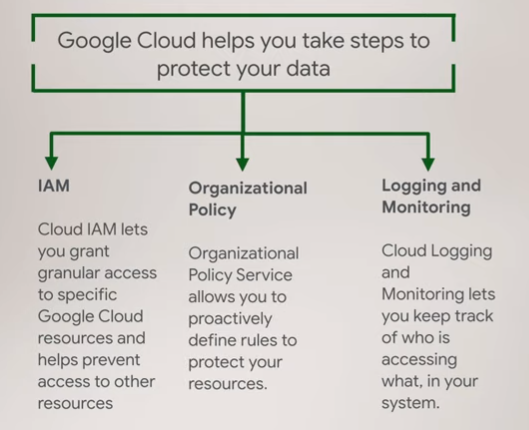 Google Cloud helps you take steps to
protect your data
IAM
Cloud IAM lets
you grant
granular access
to specific
Google Cloud
resources and
helps prevent
access to other
resources
Organizational
Policy
Organizational
Policy Service
allows you to
proactively
define rules to
protect your
resources.
Logging and
Monitoring
Cloud Logging
and
Monitoring lets
you keep track
of who is
accessing
what, in your
system.